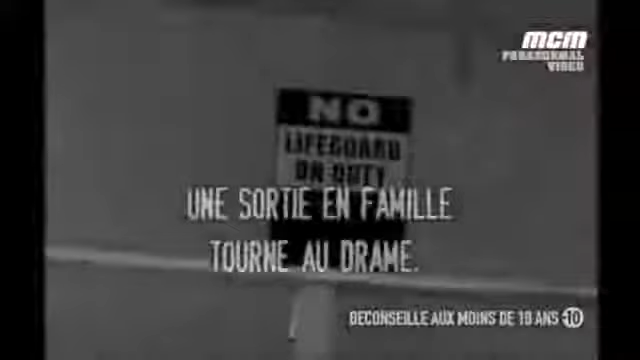 mcm
PARANORMAL
VIDEO
NO
LIFEGUARD
ON DUTY
UNE SORTIE EN FAMILLE
TOURNE AU DRAME.
DECONSEILLE AUX MOINS DE 10 ANS -10